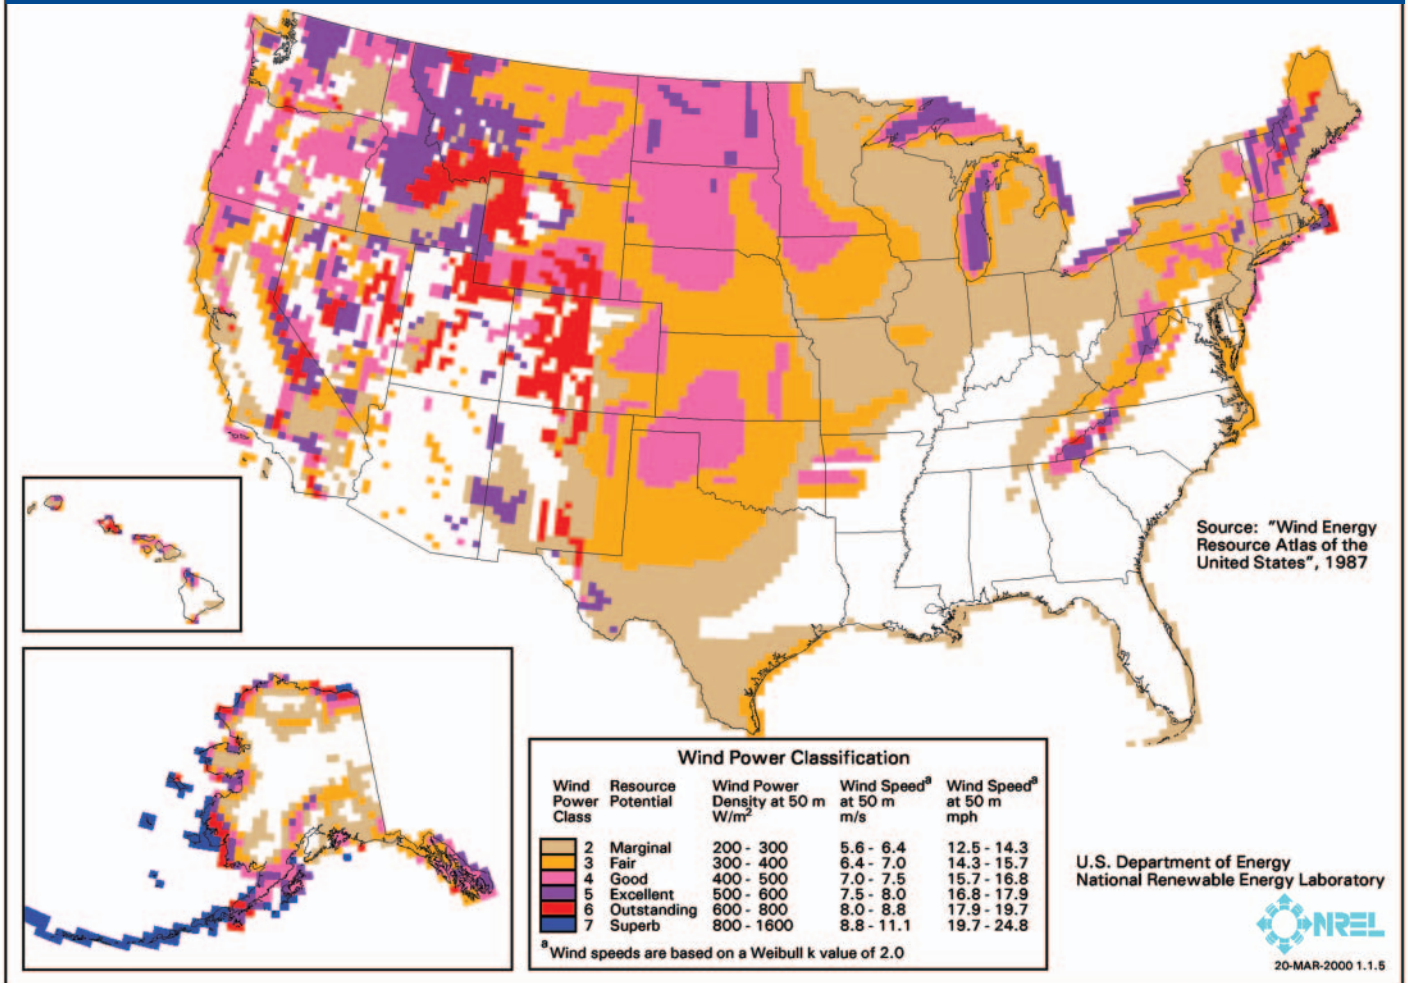 Source: "Wind Energy
Resource Atlas of the
United States", 1987
Wind Power Classification
Wind Power Class Resource Potential Wind Power Density at 50 m W/m² Wind Speedᵃ at 50 m m/s Wind Speedᵃ at 50 m mph
2 Marginal 200 - 300 5.6 - 6.4 12.5 - 14.3
3 Fair 300 - 400 6.4 - 7.0 14.3 - 15.7
4 Good 400 - 500 7.0 - 7.5 15.7 - 16.8
5 Excellent 500 - 600 7.5 - 8.0 16.8 - 17.9
6 Outstanding 600 - 800 8.0 - 8.8 17.9 - 19.7
7 Superb 800 - 1600 8.8 - 11.1 19.7 - 24.8
ᵃWind speeds are based on a Weibull k value of 2.0
U.S. Department of Energy
National Renewable Energy Laboratory
NREL
20-MAR-2000 1.1.5